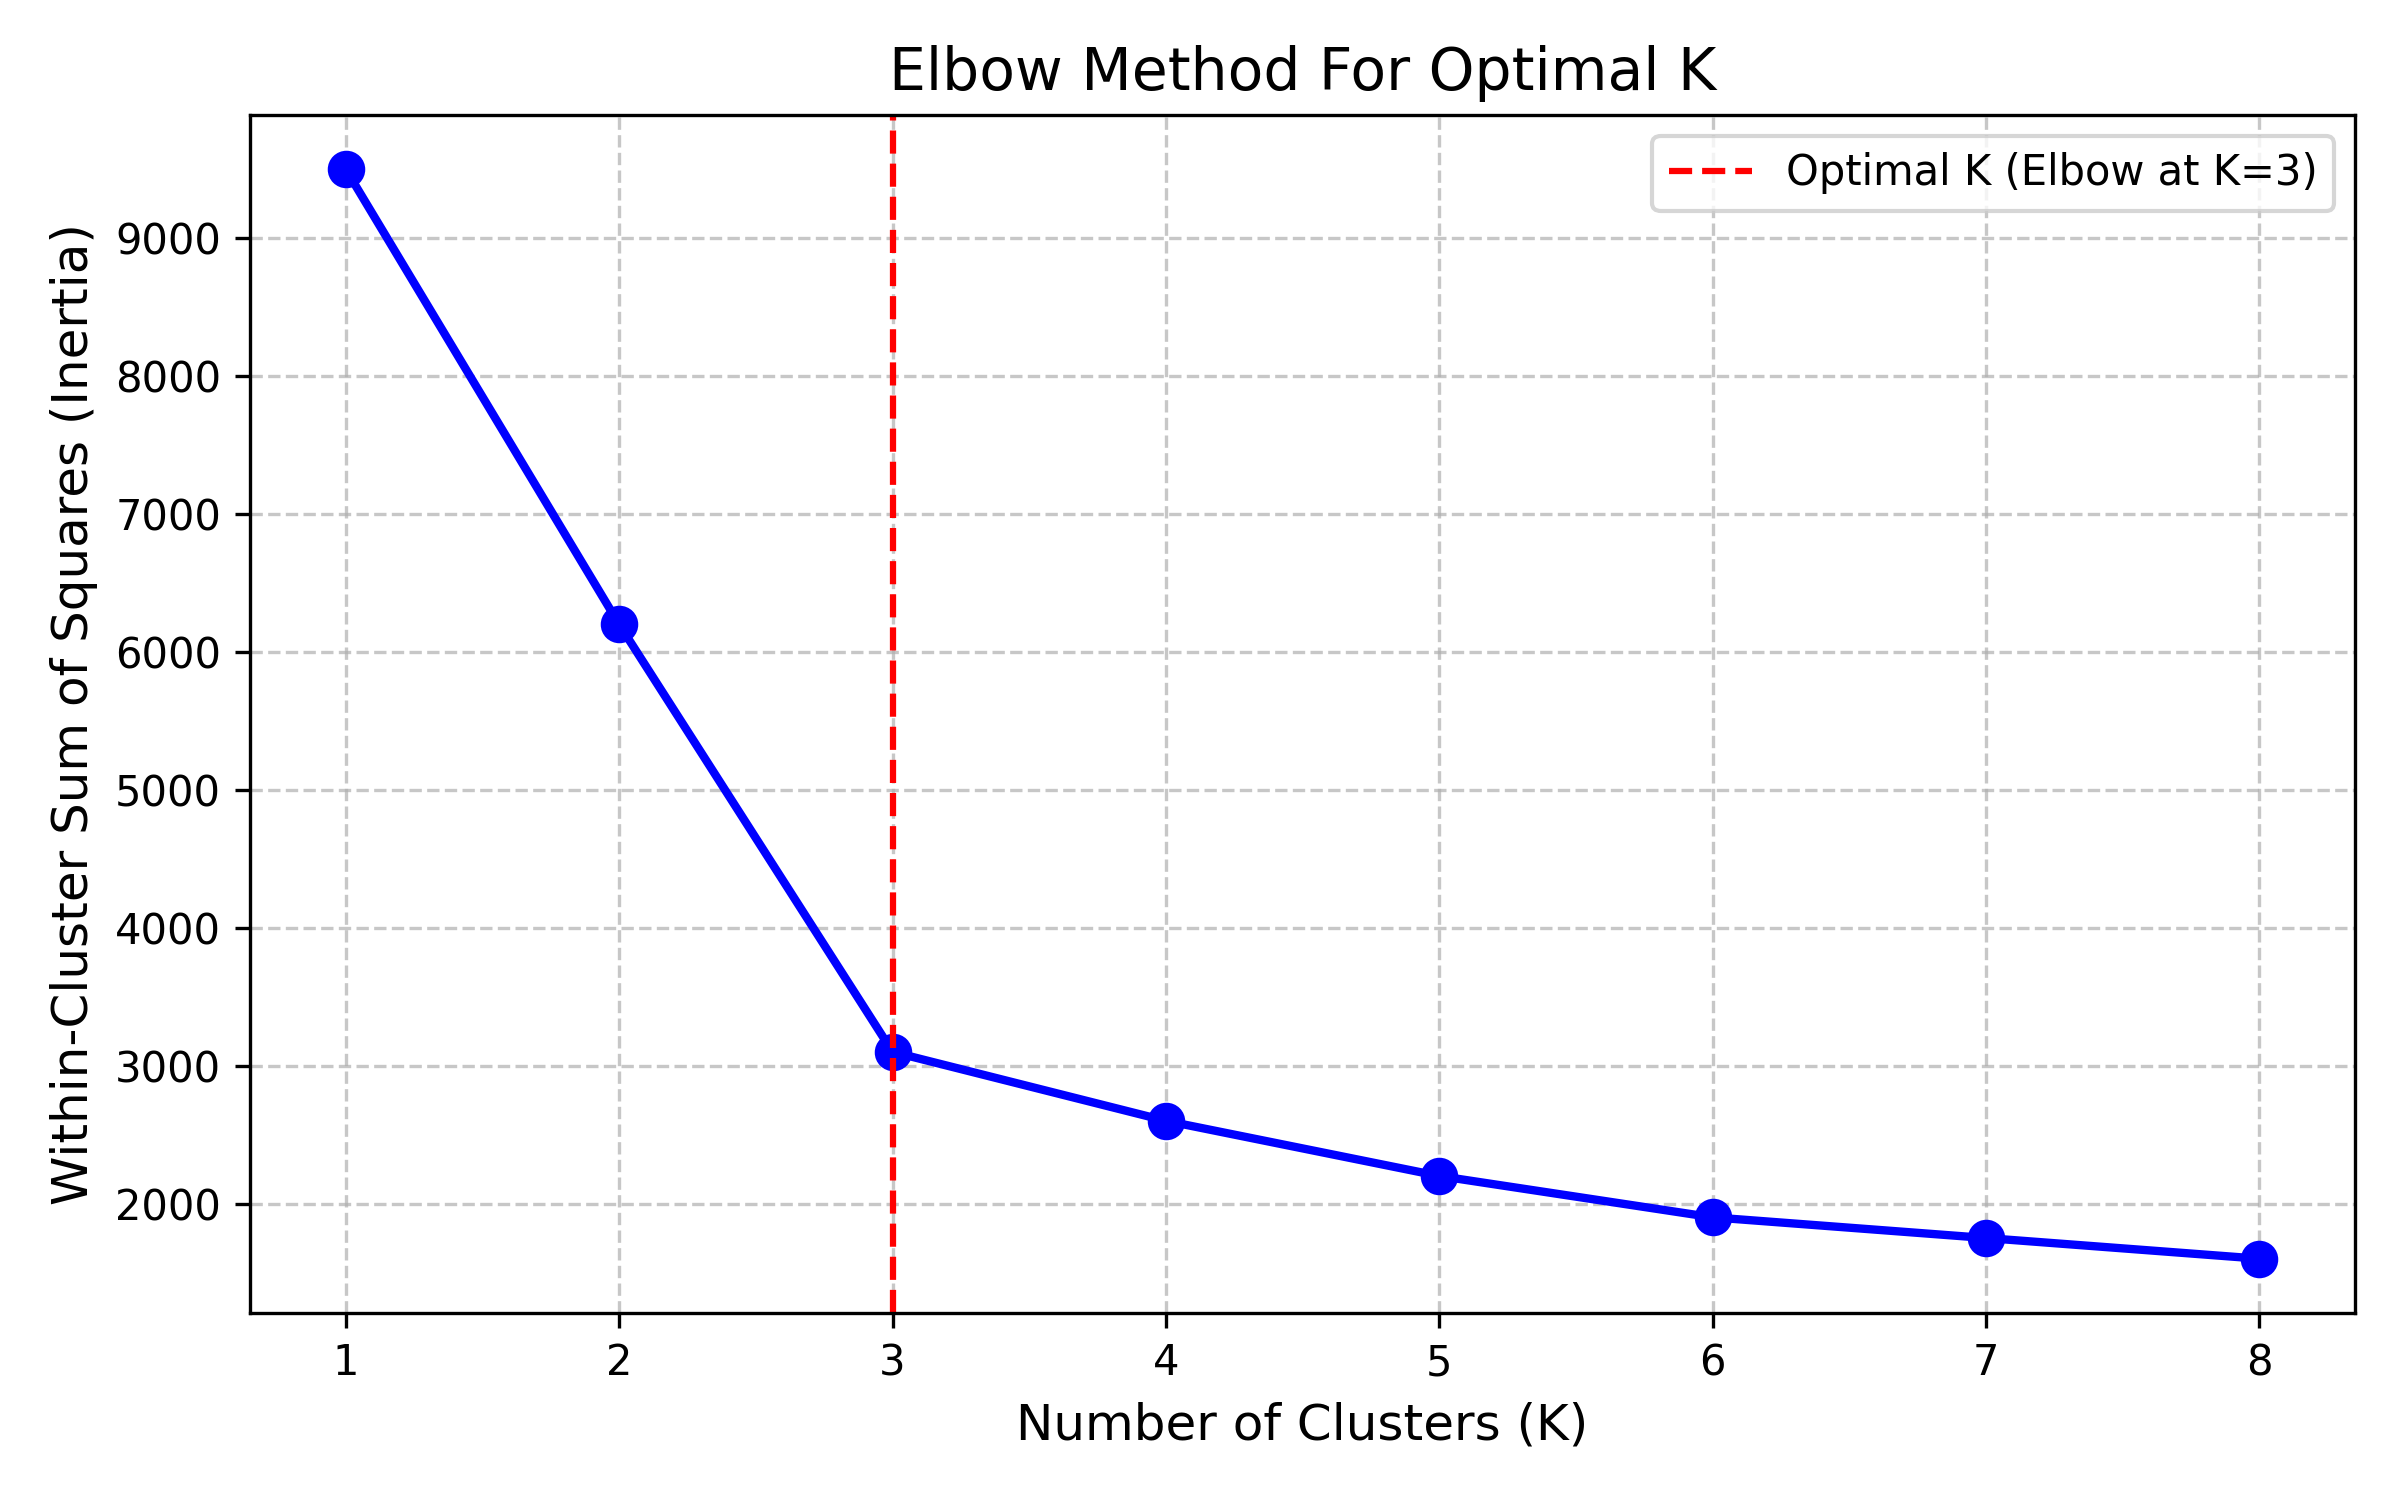 Elbow Method For Optimal K
Optimal K (Elbow at K=3)
Within-Cluster Sum of Squares (Inertia)
9000
8000
7000
6000
5000
4000
3000
2000
1 2 3 4 5 6 7 8
Number of Clusters (K)